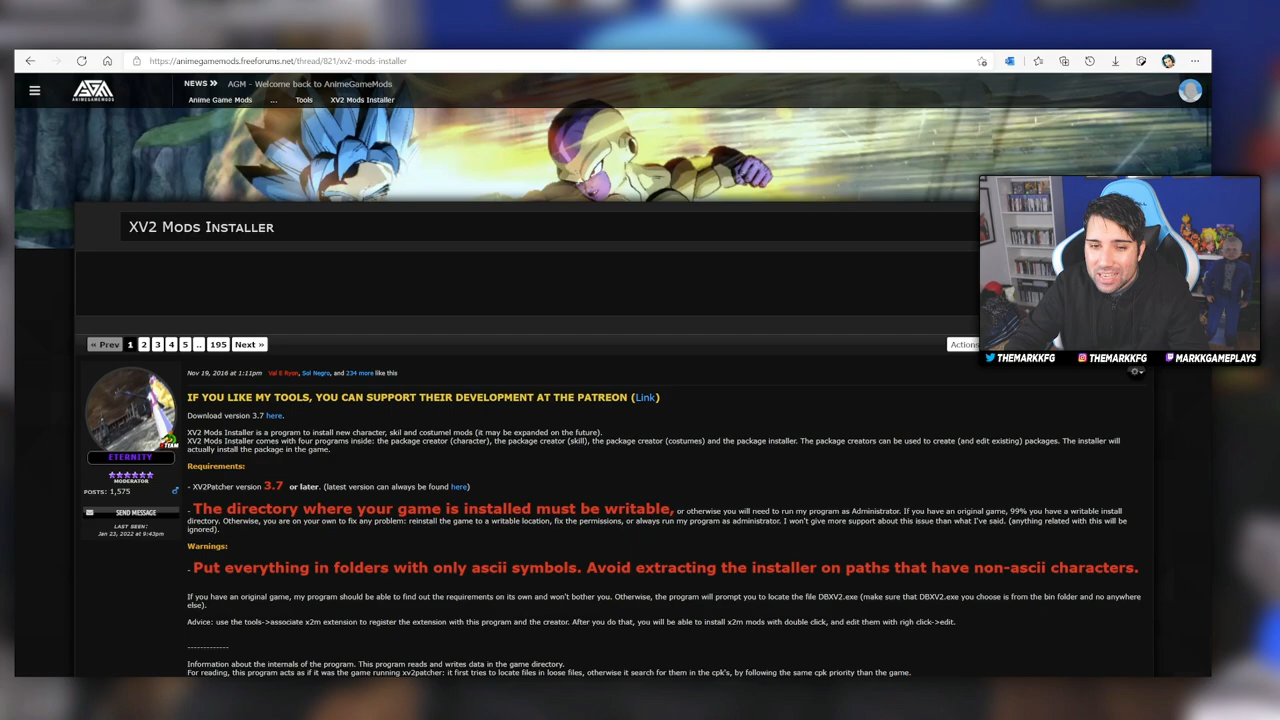 https://animegamemods.freeforums.net/thread/821/xv2-mods-installer
AGM
ANIMEGAMEMODS
NEWS AGM - Welcome back to AnimeGameMods
Anime Game Mods ... Tools XV2 Mods Installer
XV2 Mods Installer
« Prev 1 2 3 4 5 .. 195 Next »
Actions
THEMARKKFG THEMARKKFG MARKKGAMEPLAYS
Nov 19, 2016 at 1:11pm Val E Ryon, Sol Negro, and 234 more like this
IF YOU LIKE MY TOOLS, YOU CAN SUPPORT THEIR DEVELOPMENT AT THE PATREON (Link)
Download version 3.7 here.
XV2 Mods Installer is a program to install new character, skil and costumel mods (it may be expanded on the future).
XV2 Mods Installer comes with four programs inside: the package creator (character), the package creator (skill), the package creator (costumes) and the package installer. The package creators can be used to create (and edit existing) packages. The installer will
actually install the package in the game.
ETERNITY
MODERATOR
POSTS: 1,575
SEND MESSAGE
LAST SEEN:
Jan 23, 2022 at 9:43pm
Requirements:
- XV2Patcher version 3.7 or later. (latest version can always be found here)
- The directory where your game is installed must be writable, or otherwise you will need to run my program as Administrator. If you have an original game, 99% you have a writable install
directory. Otherwise, you are on your own to fix any problem: reinstall the game to a writable location, fix the permissions, or always run my program as administrator. I won't give more support about this issue than what I've said. (anything related with this will be
ignored).
Warnings:
- Put everything in folders with only ascii symbols. Avoid extracting the installer on paths that have non-ascii characters.
If you have an original game, my program should be able to find out the requirements on its own and won't bother you. Otherwise, the program will prompt you to locate the file DBXV2.exe (make sure that DBXV2.exe you choose is from the bin folder and no anywhere
else).
Advice: use the tools->associate x2m extension to register the extension with this program and the creator. After you do that, you will be able to install x2m mods with double click, and edit them with righ click->edit.
-------------
Information about the internals of the program. This program reads and writes data in the game directory.
For reading, this program acts as if it was the game running xv2patcher: it first tries to locate files in loose files, otherwise it search for them in the cpk's, by following the same cpk priority than the game.